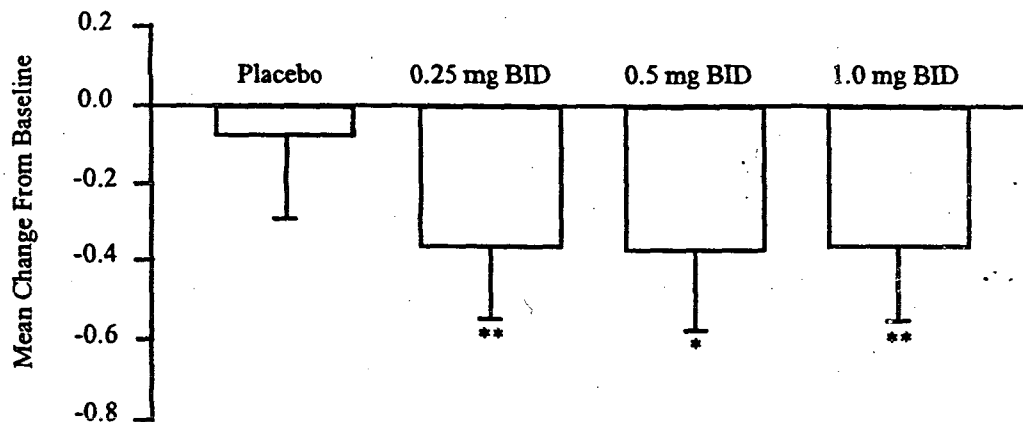 Mean Change From Baseline
0.2
0.0
-0.2
-0.4
-0.6
-0.8
Placebo
0.25 mg BID
0.5 mg BID
1.0 mg BID
**
*
**